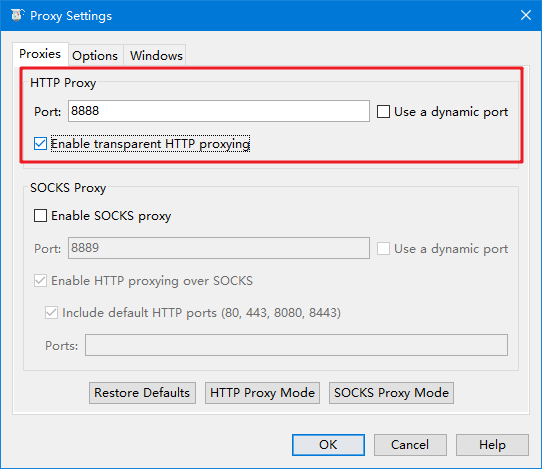 Proxy Settings
Proxies Options Windows
HTTP Proxy
Port: 8888 Use a dynamic port
Enable transparent HTTP proxying
SOCKS Proxy
Enable SOCKS proxy
Port: 8889 Use a dynamic port
Enable HTTP proxying over SOCKS
Include default HTTP ports (80, 443, 8080, 8443)
Ports:
Restore Defaults HTTP Proxy Mode SOCKS Proxy Mode
OK Cancel Help